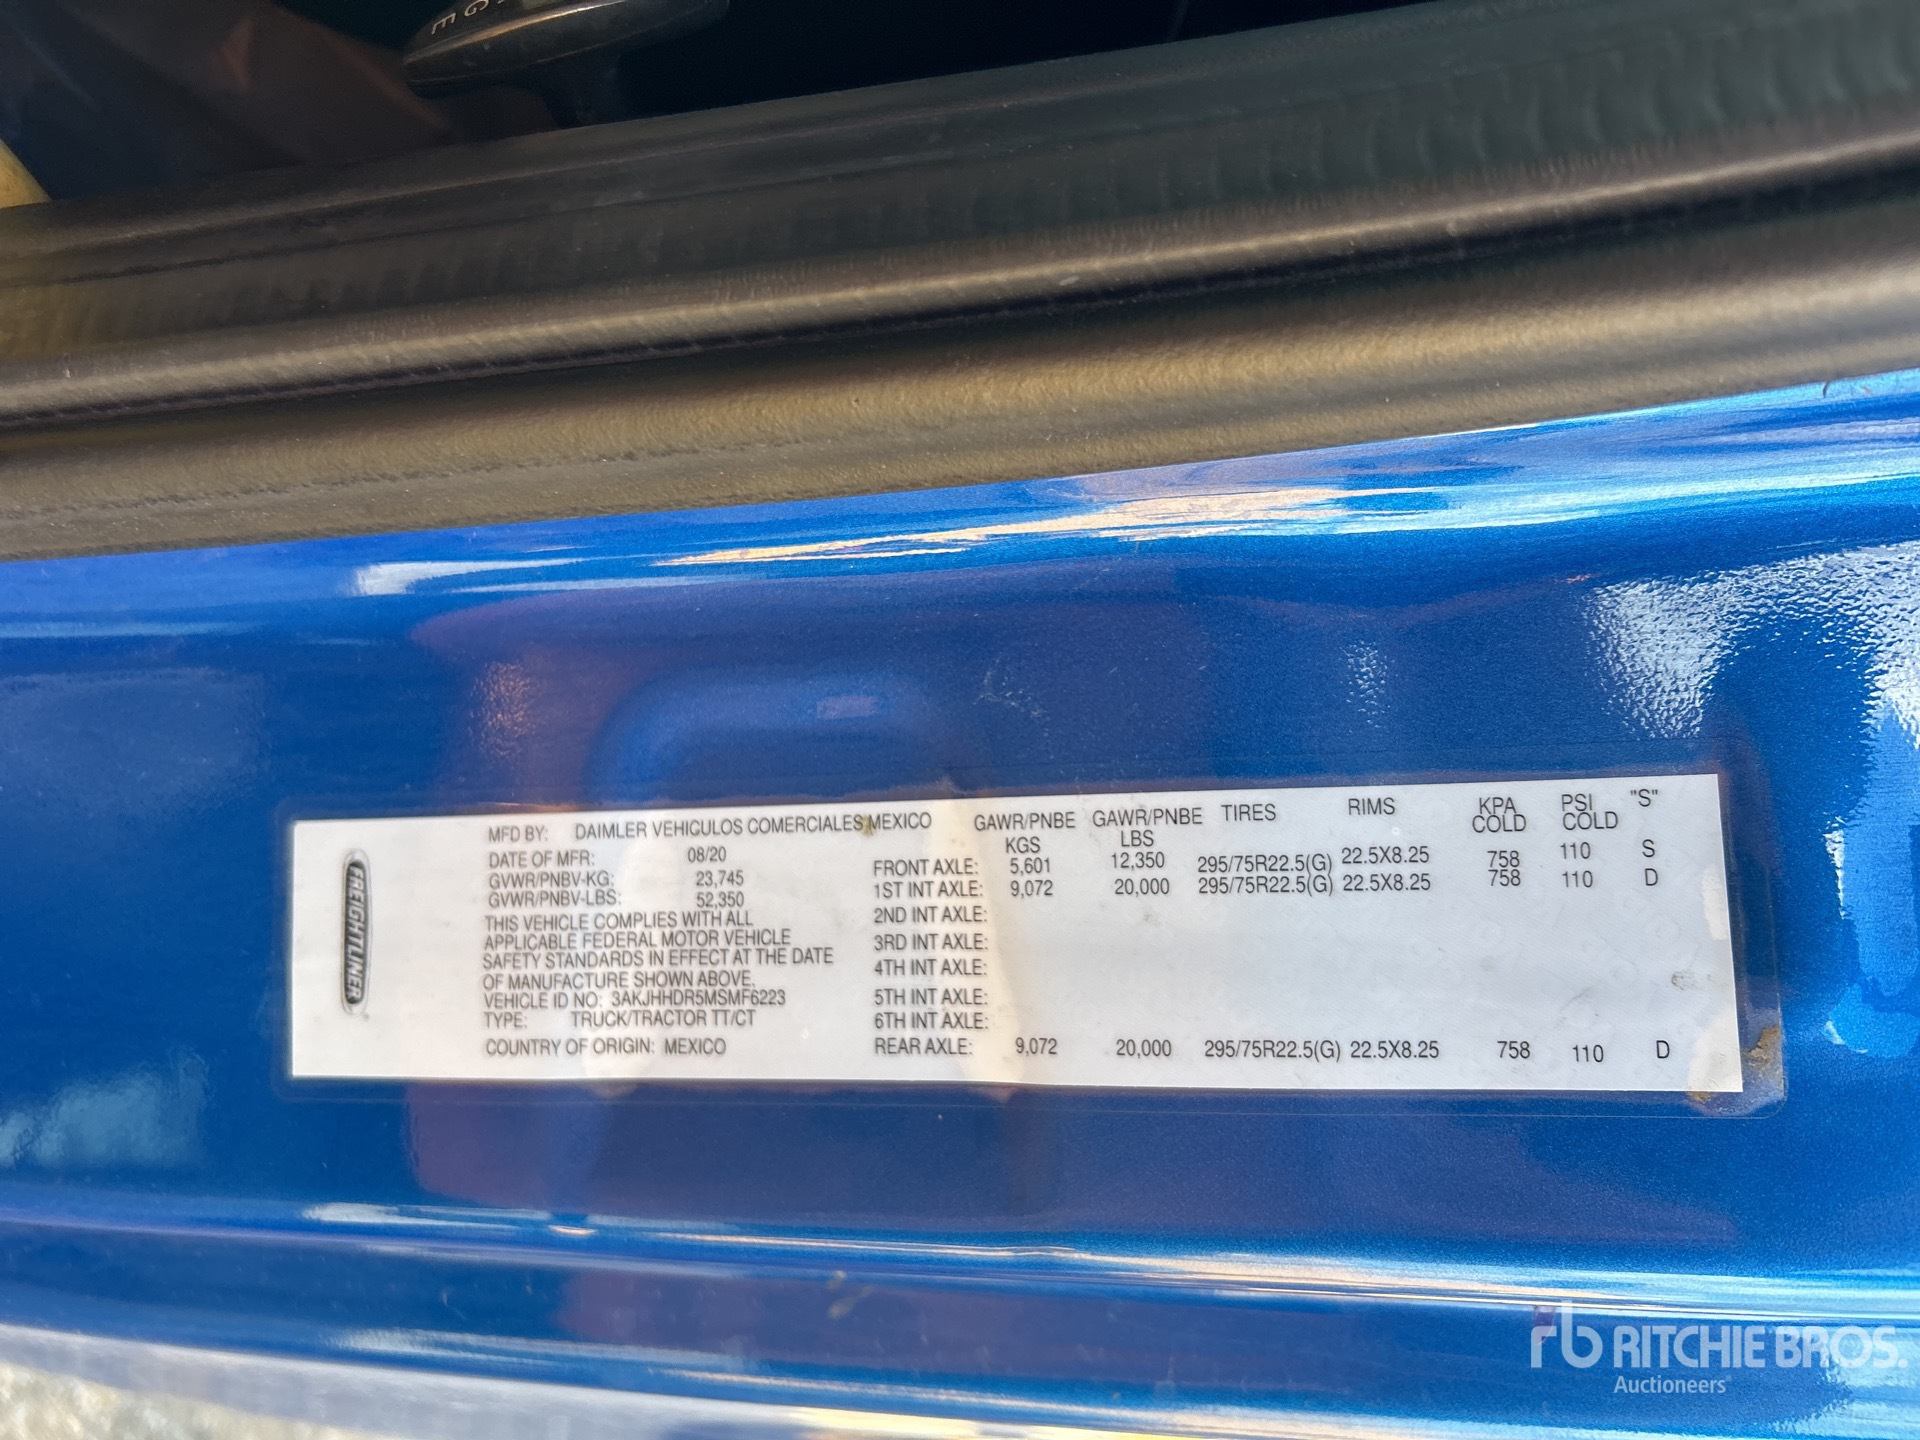 FREIGHTLINER
MFD BY: DAIMLER VEHICULOS COMERCIALES MEXICO
DATE OF MFR: 08/20
GVWR/PNBV-KG: 23,745
GVWR/PNBV-LBS: 52,350
THIS VEHICLE COMPLIES WITH ALL
APPLICABLE FEDERAL MOTOR VEHICLE
SAFETY STANDARDS IN EFFECT AT THE DATE
OF MANUFACTURE SHOWN ABOVE.
VEHICLE ID NO: 3AKJHHDR5MSMF6223
TYPE: TRUCK/TRACTOR TT/CT
COUNTRY OF ORIGIN: MEXICO
GAWR/PNBE KGS GAWR/PNBE LBS TIRES RIMS KPA COLD PSI COLD "S"
FRONT AXLE: 5,601 12,350 295/75R22.5(G) 22.5X8.25 758 110 S
1ST INT AXLE: 9,072 20,000 295/75R22.5(G) 22.5X8.25 758 110 D
2ND INT AXLE:
3RD INT AXLE:
4TH INT AXLE:
5TH INT AXLE:
6TH INT AXLE:
REAR AXLE: 9,072 20,000 295/75R22.5(G) 22.5X8.25 758 110 D
rb RITCHIE BROS.
Auctioneers